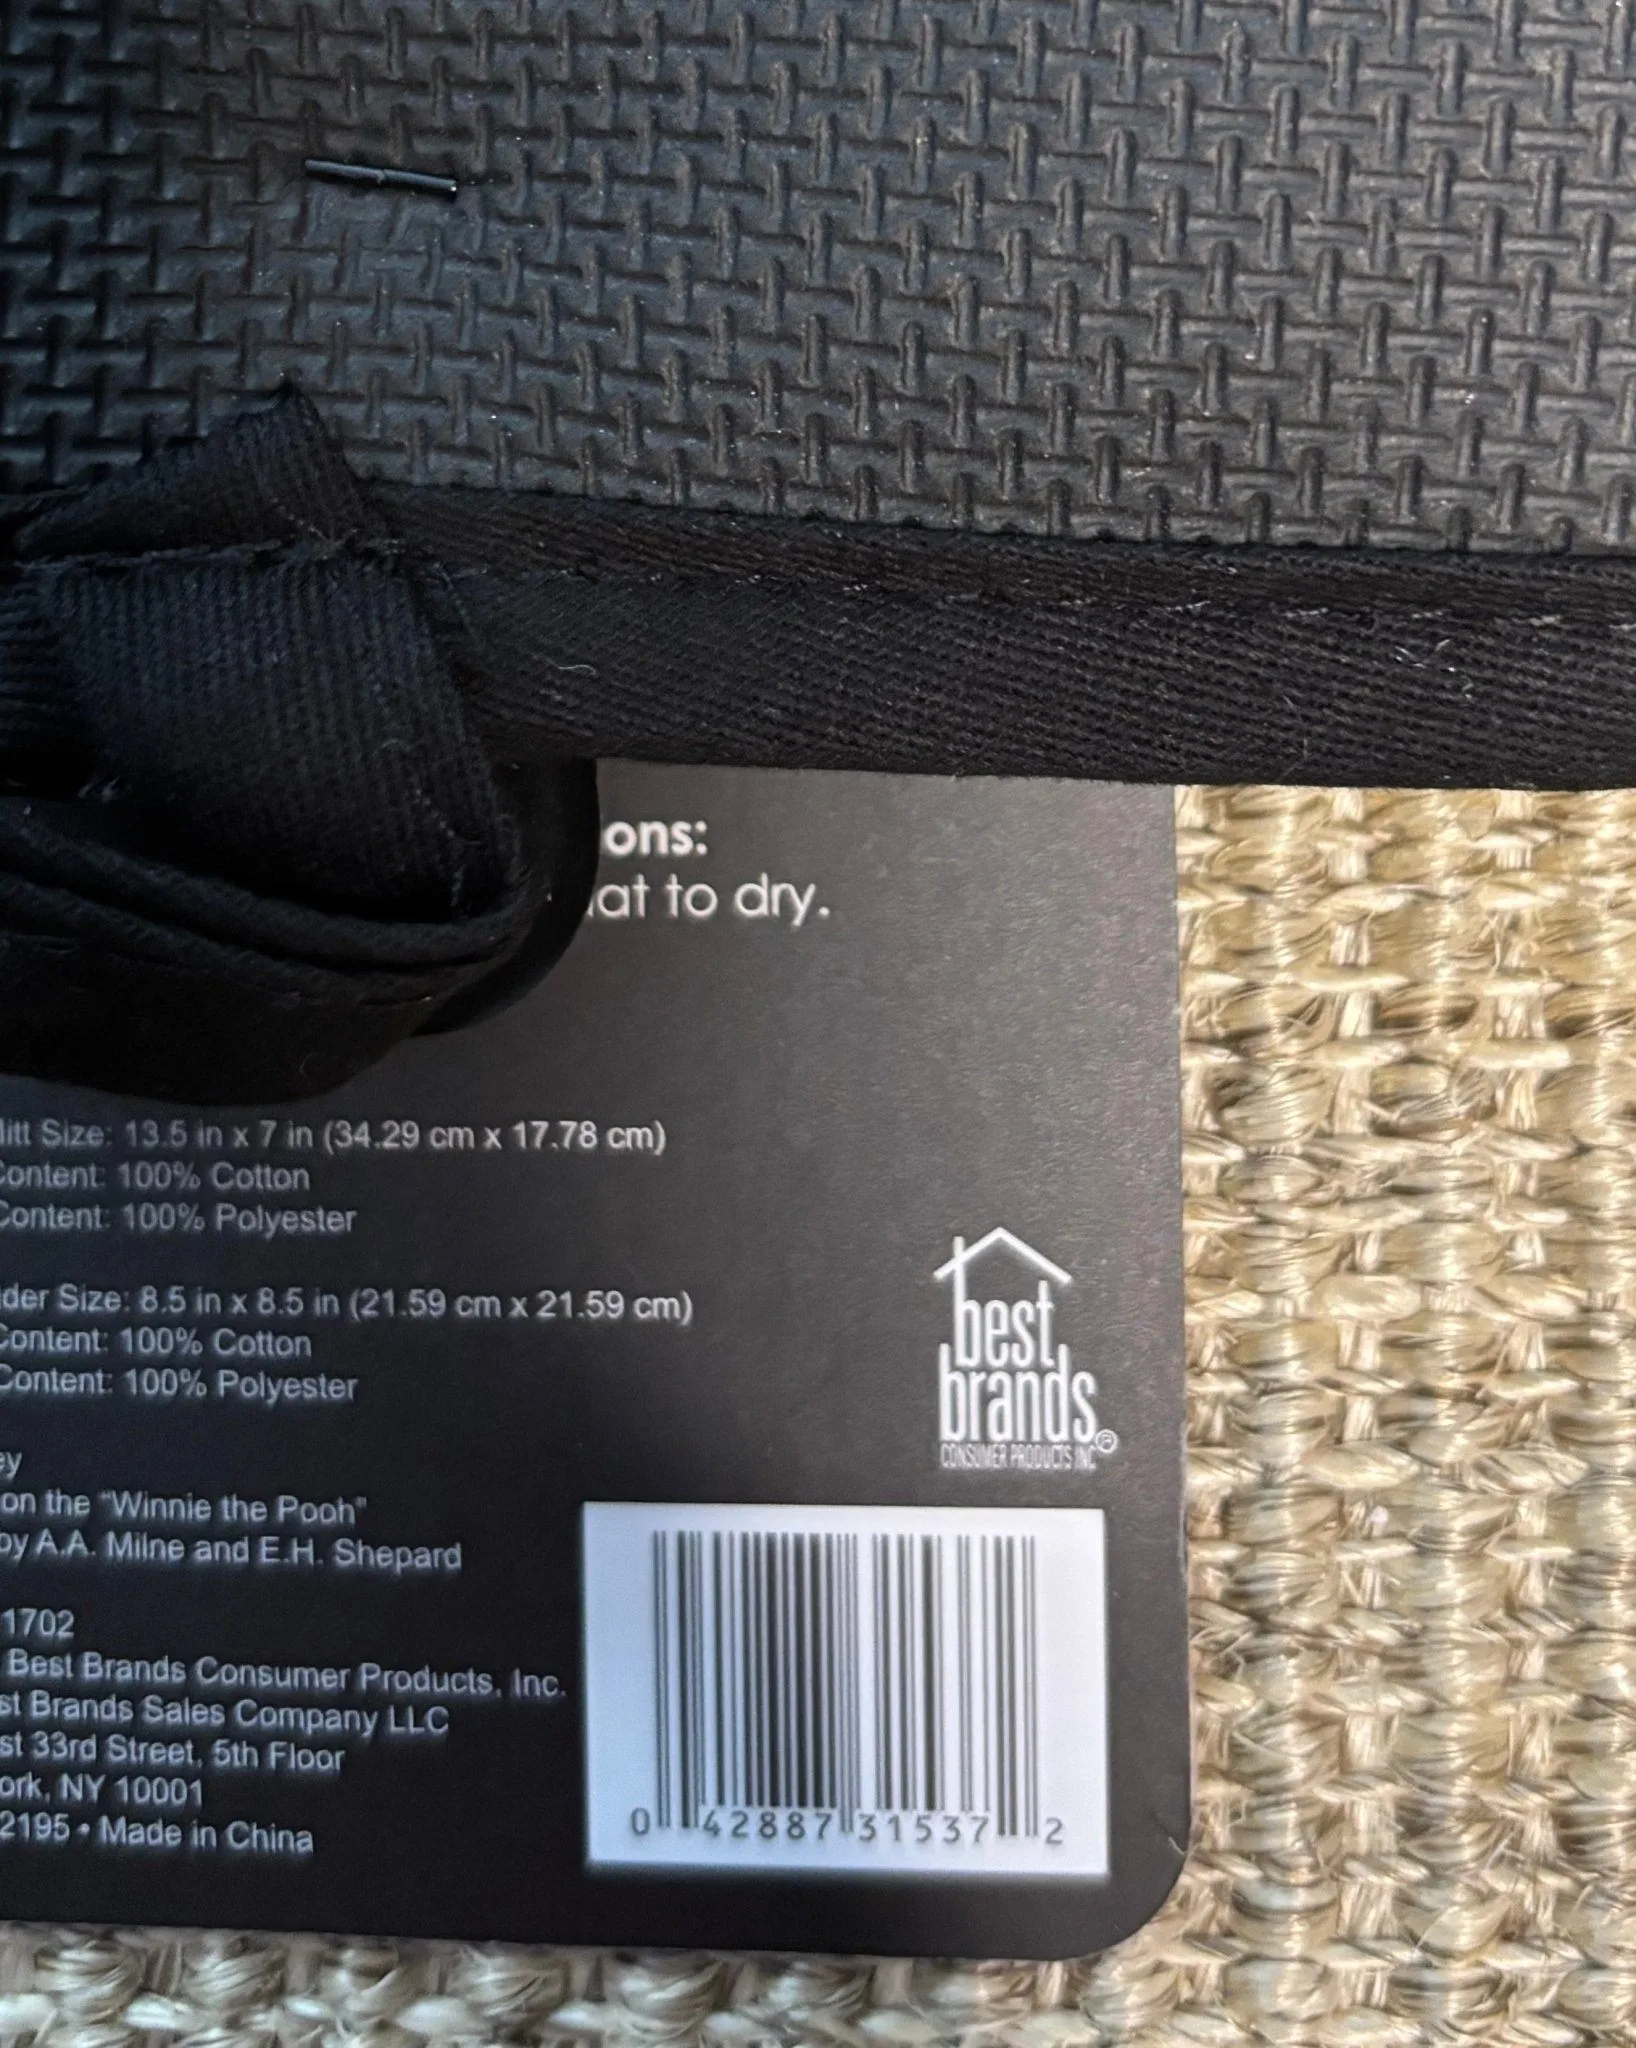 ons:
at to dry.
itt Size: 13.5 in x 7 in (34.29 cm x 17.78 cm)
Content: 100% Cotton
Content: 100% Polyester
der Size: 8.5 in x 8.5 in (21.59 cm x 21.59 cm)
Content: 100% Cotton
Content: 100% Polyester
best
brands®
CONSUMER PRODUCTS INC
ey
on the "Winnie the Pooh"
by A.A. Milne and E.H. Shepard
1702
Best Brands Consumer Products, Inc.
st Brands Sales Company LLC
st 33rd Street, 5th Floor
ork, NY 10001
2195 • Made in China
0 42887 31537 2